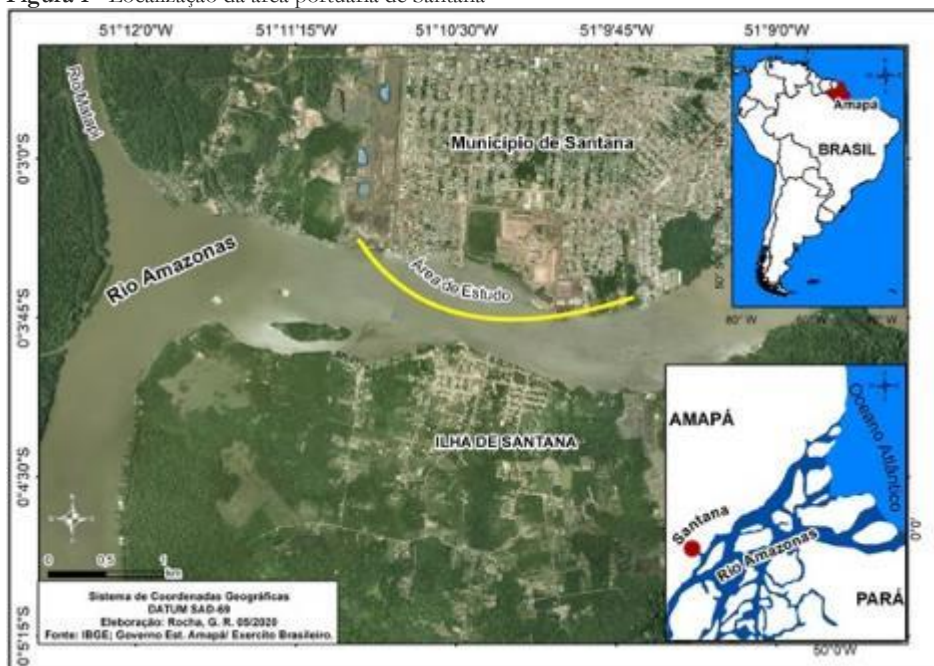 Figura 1 - Localização da área portuária de Santana
51°12'0"W 51°11'15"W 51°10'30"W 51°9'45"W 51°9'0"W
0°3'0"S
0°3'45"S
0°4'30"S
0°5'15"S
Rio Matapi
Município de Santana
Rio Amazonas
Área de Estudo
ILHA DE SANTANA
0 0,5 1
km
Sistema de Coordenadas Geográficas
DATUM SAD-69
Elaboração: Rocha, G. R. 05/2020
Fonte: IBGE; Governo Est. Amapá/ Exercito Brasileiro.
Amapá
BRASIL
80° W 60° W 40° W
AMAPÁ
Oceano Atlântico
Santana
Rio Amazonas
PARÁ
0°0'
50°0'W